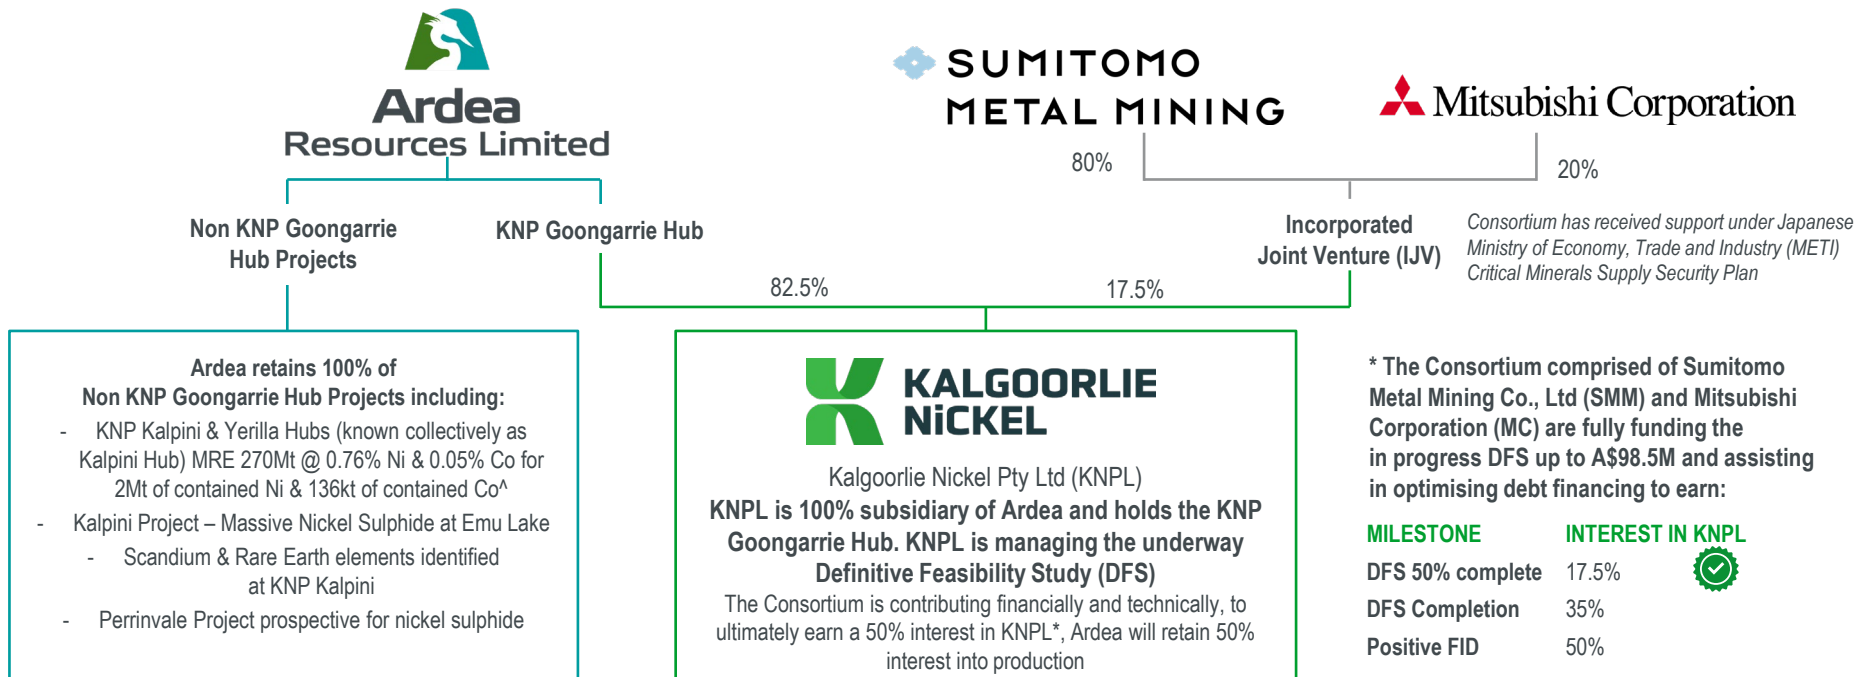 Ardea
Resources Limited
SUMITOMO
METAL MINING
Mitsubishi Corporation
80%
20%
Non KNP Goongarrie
Hub Projects
KNP Goongarrie Hub
Incorporated
Joint Venture (IJV)
Consortium has received support under Japanese
Ministry of Economy, Trade and Industry (METI)
Critical Minerals Supply Security Plan
82.5%
17.5%
Ardea retains 100% of
Non KNP Goongarrie Hub Projects including:
- KNP Kalpini & Yerilla Hubs (known collectively as
Kalpini Hub) MRE 270Mt @ 0.76% Ni & 0.05% Co for
2Mt of contained Ni & 136kt of contained Co^
- Kalpini Project – Massive Nickel Sulphide at Emu Lake
- Scandium & Rare Earth elements identified
at KNP Kalpini
- Perrinvale Project prospective for nickel sulphide
KALGOORLIE
NiCKEL
Kalgoorlie Nickel Pty Ltd (KNPL)
KNPL is 100% subsidiary of Ardea and holds the KNP
Goongarrie Hub. KNPL is managing the underway
Definitive Feasibility Study (DFS)
The Consortium is contributing financially and technically, to
ultimately earn a 50% interest in KNPL*, Ardea will retain 50%
interest into production
* The Consortium comprised of Sumitomo
Metal Mining Co., Ltd (SMM) and Mitsubishi
Corporation (MC) are fully funding the
in progress DFS up to A$98.5M and assisting
in optimising debt financing to earn:
MILESTONE INTEREST IN KNPL
DFS 50% complete 17.5%
DFS Completion 35%
Positive FID 50%